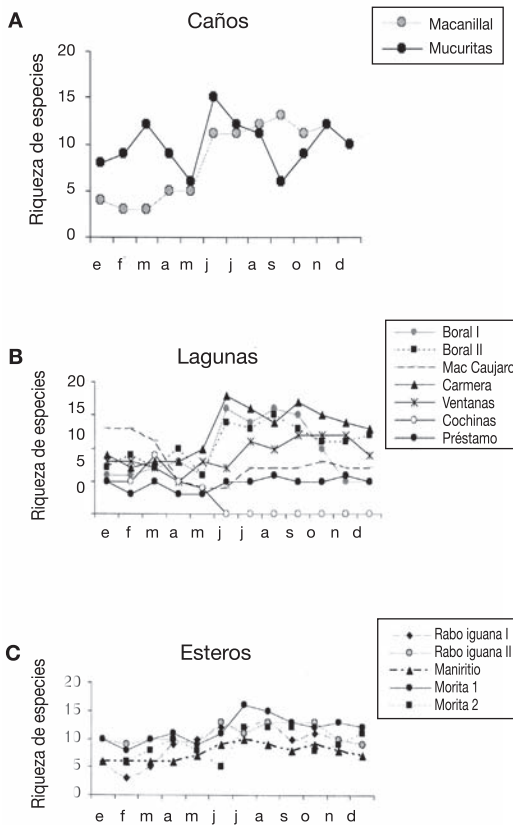 A
Caños
Macanillal
Mucuritas
Riqueza de especies
20
15
10
5
0
e f m a m j j a s o n d
B
Lagunas
Boral I
Boral II
Mac Caujaro
Carmera
Ventanas
Cochinas
Préstamo
Riqueza de especies
20
15
10
5
0
e f m a m j j a s o n d
C
Esteros
Rabo iguana I
Rabo iguana II
Maniritio
Morita 1
Morita 2
Riqueza de especies
20
15
10
5
0
e f m a m j j a s o n d